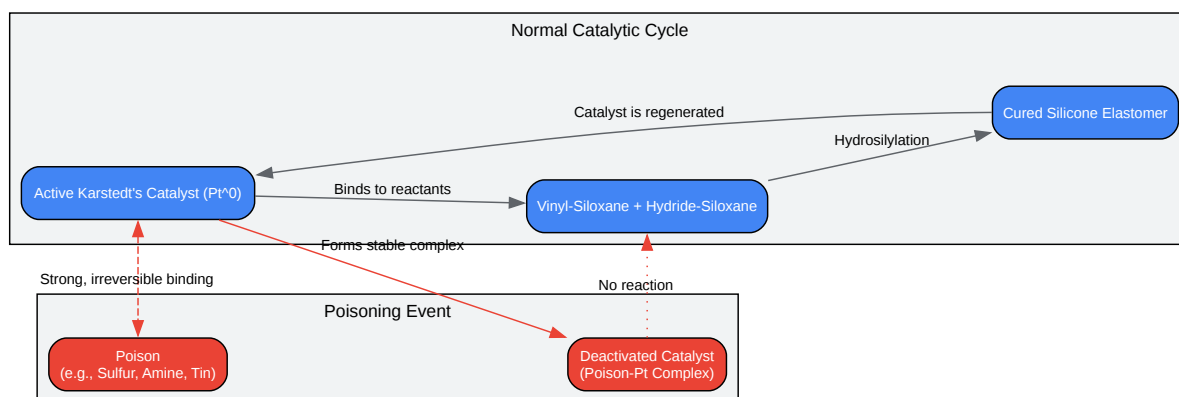 Normal Catalytic Cycle
Catalyst is regenerated
Cured Silicone Elastomer
Hydrosilylation
Active Karstedt's Catalyst (Pt^0)
Binds to reactants
Vinyl-Siloxane + Hydride-Siloxane
Forms stable complex
Strong, irreversible binding
No reaction
Poisoning Event
Poison
(e.g., Sulfur, Amine, Tin)
Deactivated Catalyst
(Poison-Pt Complex)